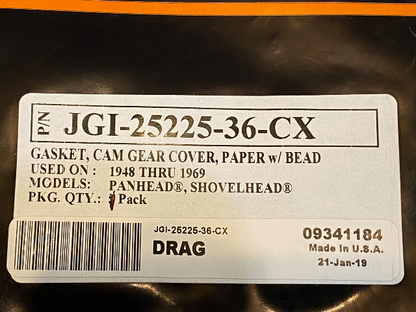 P/N JGI-25225-36-CX
GASKET, CAM GEAR COVER, PAPER w/ BEAD
USED ON : 1948 THRU 1969
MODELS: PANHEAD®, SHOVELHEAD®
PKG. QTY.: Pack
JGI-25225-36-CX
DRAG
09341184
Made In U.S.A.
21-Jan-19